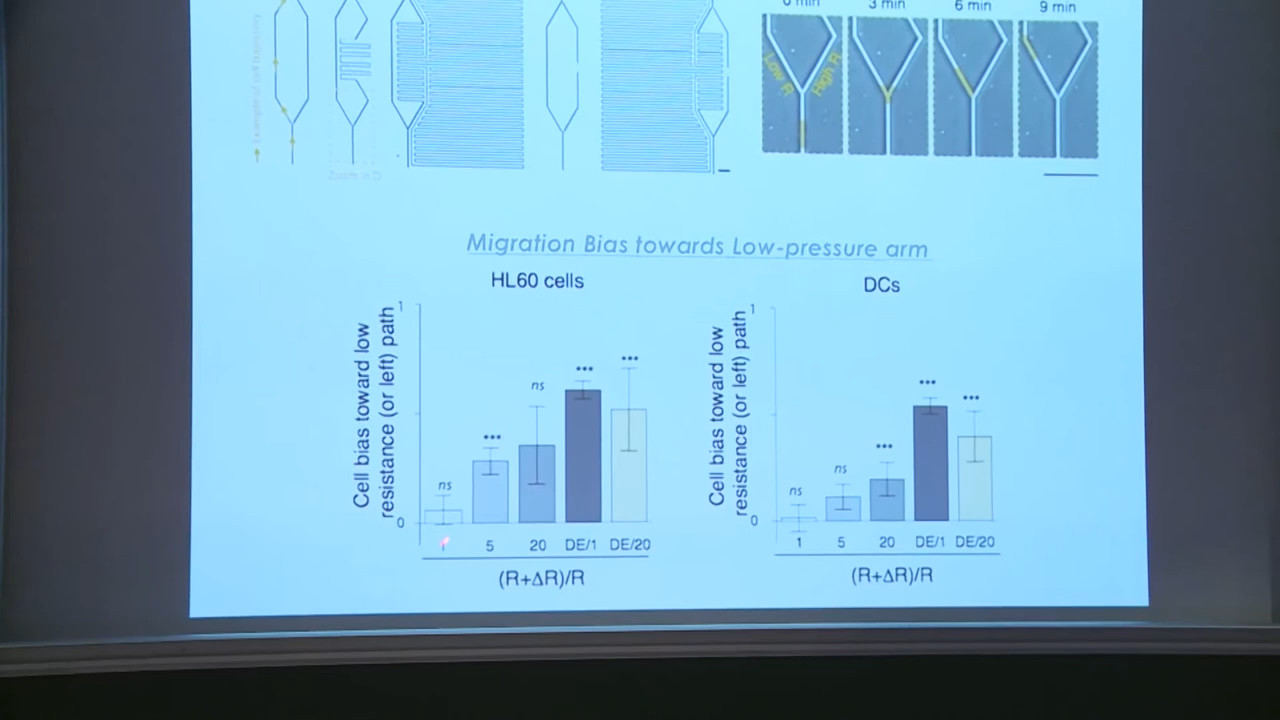 0 min 3 min 6 min 9 min
Low R High R
Migration Bias towards Low-pressure arm
HL60 cells
Cell bias toward low
resistance (or left) path
1
0
ns *** ns *** ***
1 5 20 DE/1 DE/20
(R+ΔR)/R
DCs
Cell bias toward low
resistance (or left) path
1
0
ns ns *** *** ***
1 5 20 DE/1 DE/20
(R+ΔR)/R